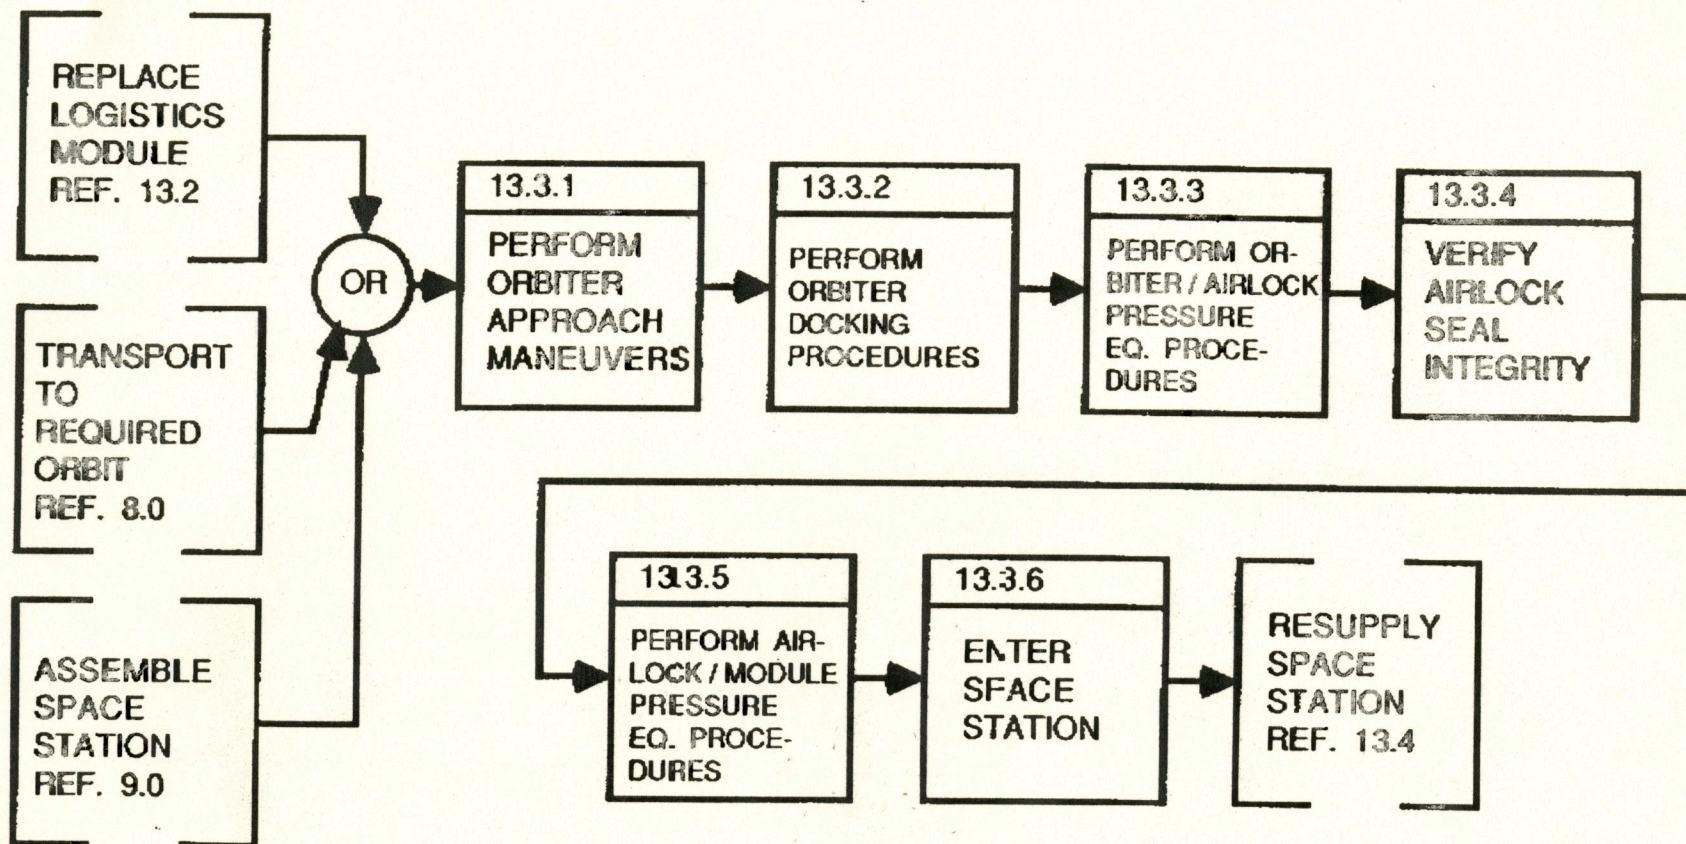 REPLACE
LOGISTICS
MODULE
REF. 13.2
TRANSPORT
TO
REQUIRED
ORBIT
REF. 8.0
ASSEMBLE
SPACE
STATION
REF. 9.0
OR
13.3.1
PERFORM
ORBITER
APPROACH
MANEUVERS
13.3.2
PERFORM
ORBITER
DOCKING
PROCEDURES
13.3.3
PERFORM OR-
BITER / AIRLOCK
PRESSURE
EQ. PROCE-
DURES
13.3.4
VERIFY
AIRLOCK
SEAL
INTEGRITY
13.3.5
PERFORM AIR-
LOCK / MODULE
PRESSURE
EQ. PROCE-
DURES
13.3.6
ENTER
SPACE
STATION
RESUPPLY
SPACE
STATION
REF. 13.4